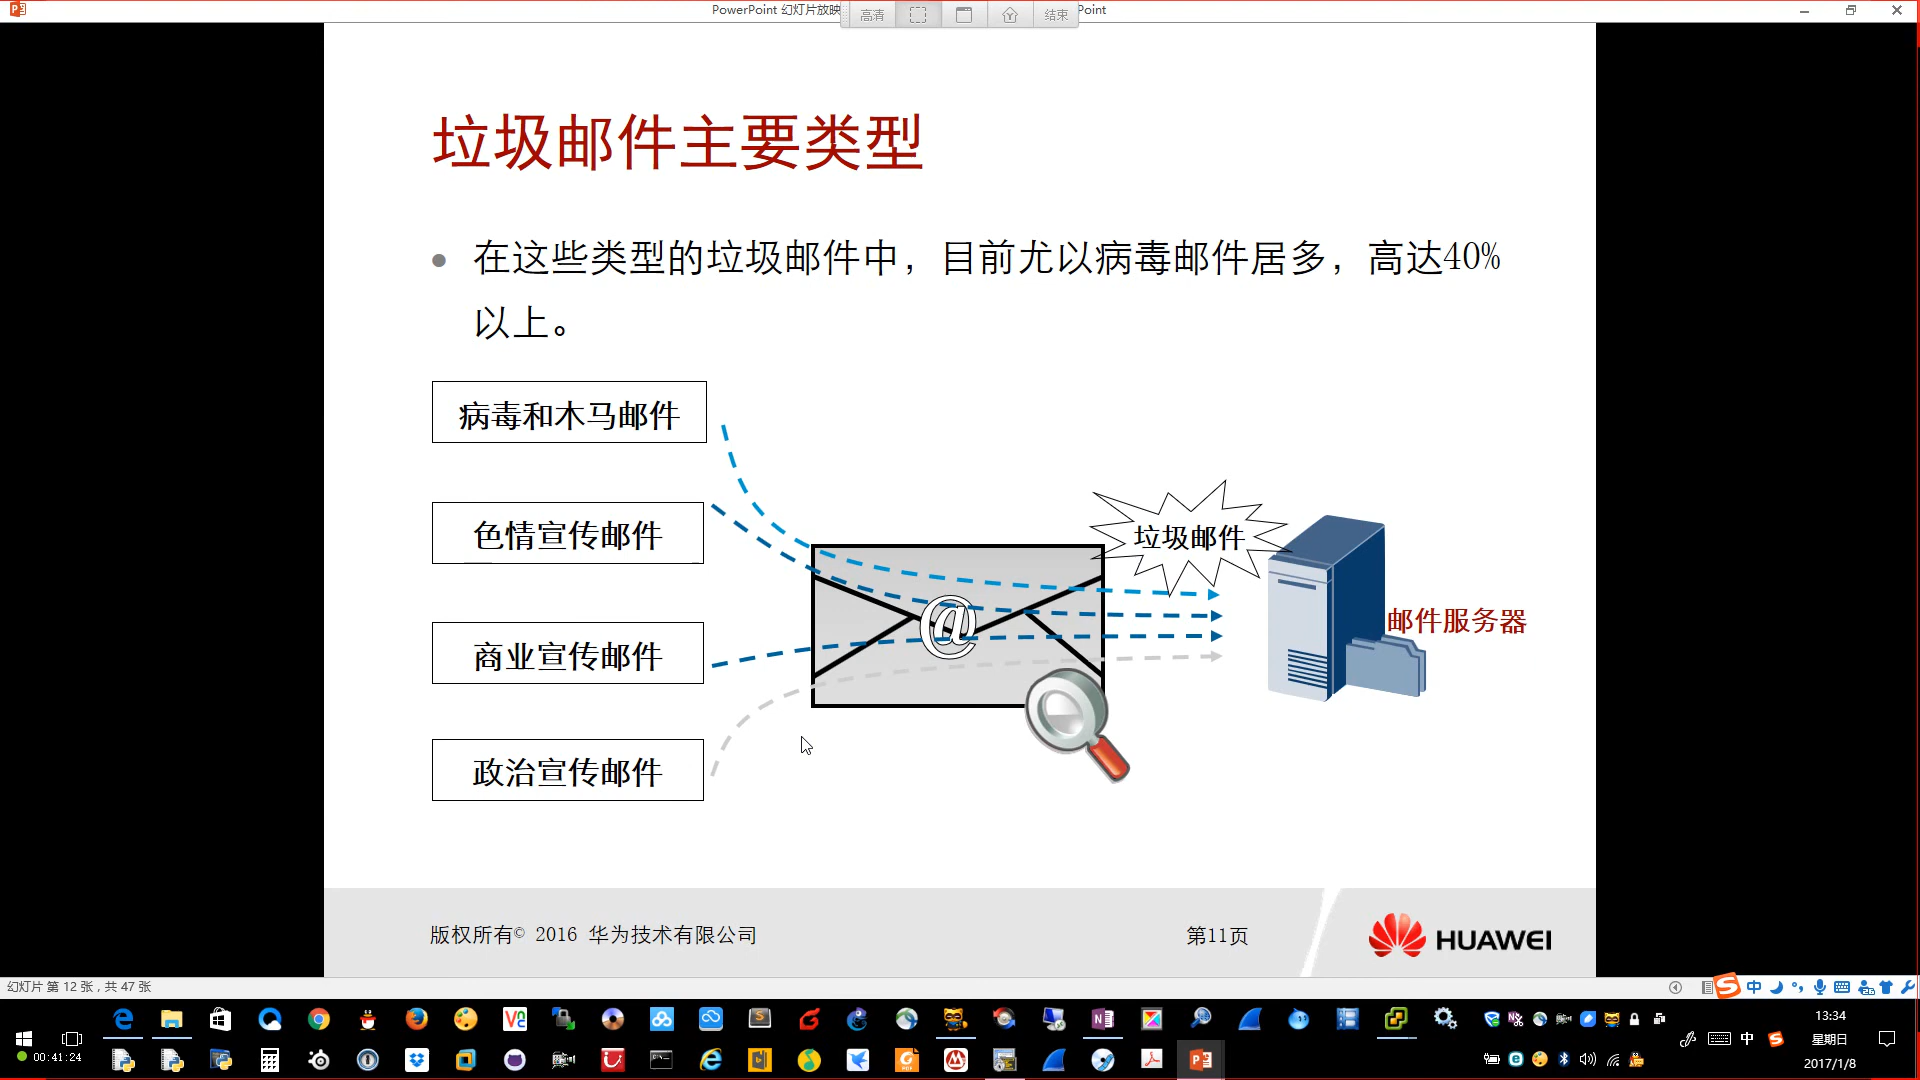 PowerPoint 幻灯片放映
高清
结束
Point
垃圾邮件主要类型
在这些类型的垃圾邮件中，目前尤以病毒邮件居多，高达40%
以上。
病毒和木马邮件
色情宣传邮件
商业宣传邮件
政治宣传邮件
@
垃圾邮件
邮件服务器
版权所有© 2016 华为技术有限公司
第11页
HUAWEI
幻灯片 第 12 张，共 47 张
中
00:41:24
中
13:34
星期日
2017/1/8